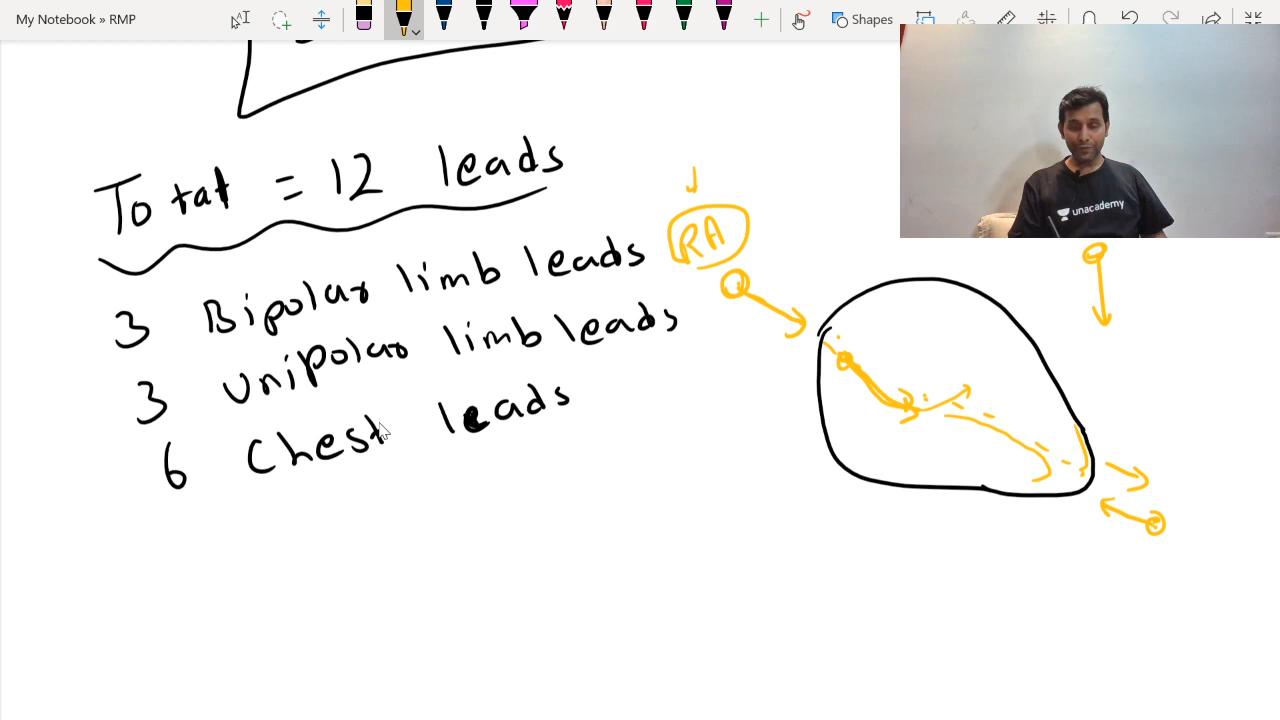 My Notebook » RMP
Shapes
unacademy
Total = 12 leads
RA
3 Bipolar limb leads
3 Unipolar limb leads
6 Chest leads